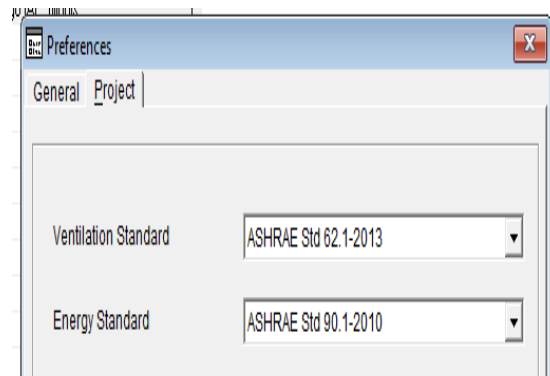 Preferences
General Project
Ventilation Standard ASHRAE Std 62.1-2013
Energy Standard ASHRAE Std 90.1-2010